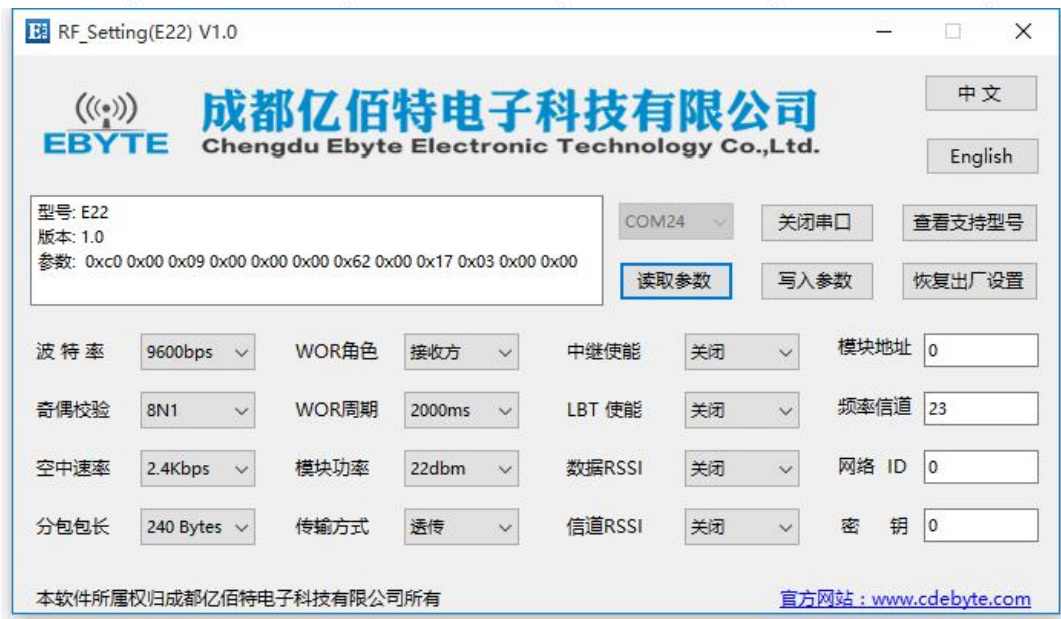 RF_Setting(E22) V1.0
EBYTE
成都亿佰特电子科技有限公司
Chengdu Ebyte Electronic Technology Co.,Ltd.
中 文
English
型号: E22
版本: 1.0
参数: 0xc0 0x00 0x09 0x00 0x00 0x00 0x62 0x00 0x17 0x03 0x00 0x00
COM24 关闭串口 查看支持型号
读取参数 写入参数 恢复出厂设置
波 特 率 9600bps WOR角色 接收方 中继使能 关闭 模块地址 0
奇偶校验 8N1 WOR周期 2000ms LBT 使能 关闭 频率信道 23
空中速率 2.4Kbps 模块功率 22dbm 数据RSSI 关闭 网络 ID 0
分包包长 240 Bytes 传输方式 透传 信道RSSI 关闭 密 钥 0
本软件所属权归成都亿佰特电子科技有限公司所有 官方网站：www.cdebyte.com